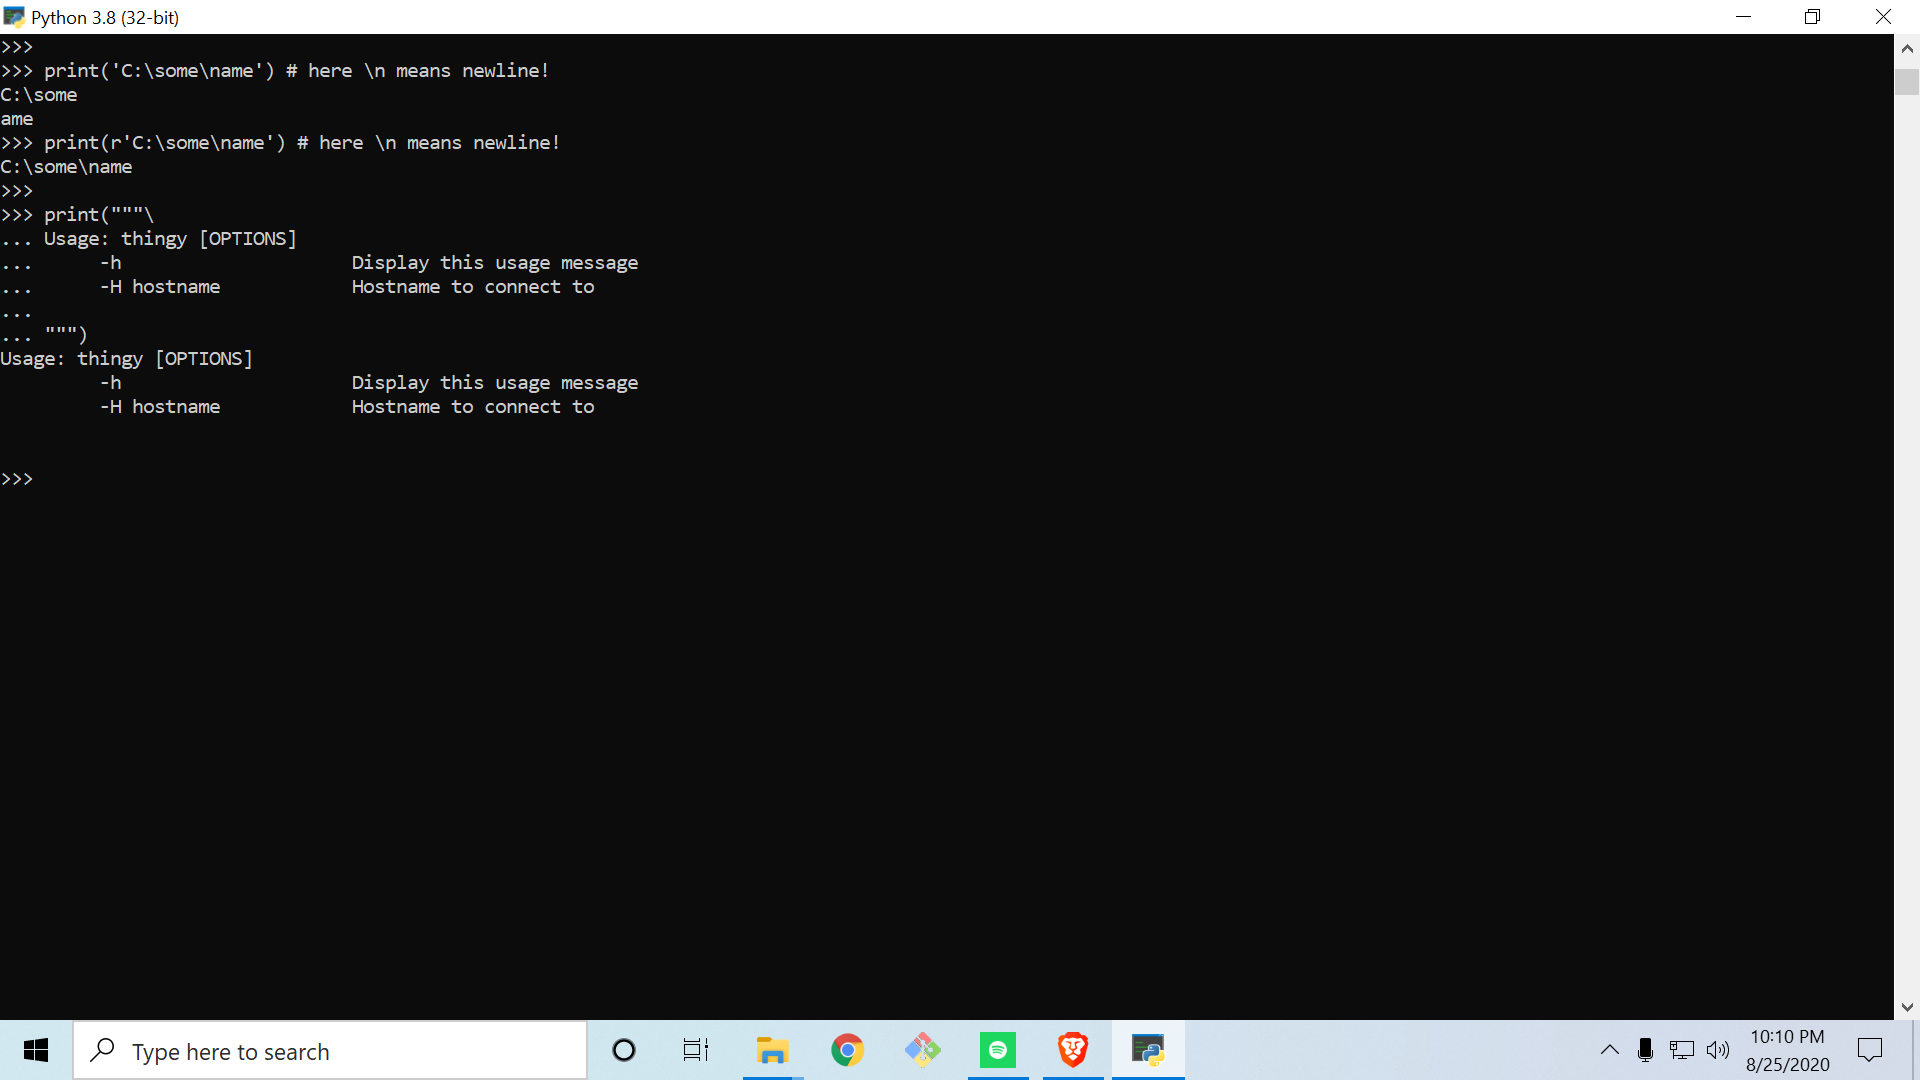 Python 3.8 (32-bit)
>>>
>>> print('C:\some\name') # here \n means newline!
C:\some
ame
>>> print(r'C:\some\name') # here \n means newline!
C:\some\name
>>>
>>> print("""\
... Usage: thingy [OPTIONS]
...      -h                     Display this usage message
...      -H hostname            Hostname to connect to
...
... """)
Usage: thingy [OPTIONS]
         -h                     Display this usage message
         -H hostname            Hostname to connect to
>>>
Type here to search
10:10 PM
8/25/2020